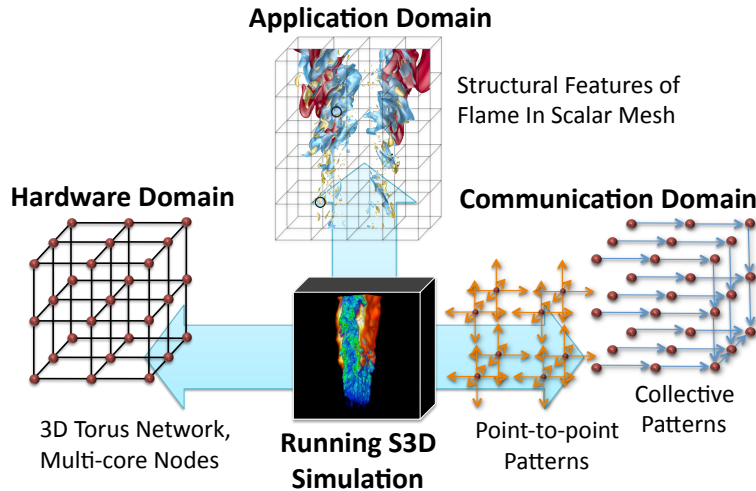 Application Domain
Structural Features of
Flame In Scalar Mesh
Hardware Domain
Communication Domain
3D Torus Network,
Multi-core Nodes
Running S3D
Simulation
Point-to-point
Patterns
Collective
Patterns